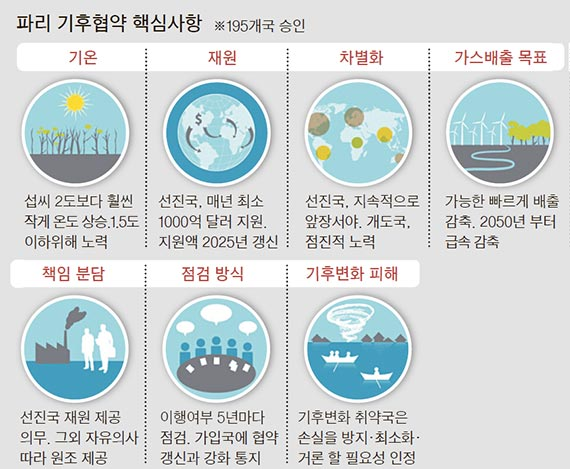 파리 기후협약 핵심사항 ※195개국 승인
기온
섭씨 2도보다 훨씬
작게 온도 상승.1.5도
이하위해 노력
재원
$
선진국, 매년 최소
1000억 달러 지원.
지원액 2025년 갱신
차별화
선진국, 지속적으로
앞장서야. 개도국,
점진적 노력
가스배출 목표
가능한 빠르게 배출
감축. 2050년 부터
급속 감축
책임 분담
선진국 재원 제공
의무. 그외 자유의사
따라 원조 제공
점검 방식
이행여부 5년마다
점검. 가입국에 협약
갱신과 강화 통지
기후변화 피해
기후변화 취약국은
손실을 방지·최소화·
거론 할 필요성 인정